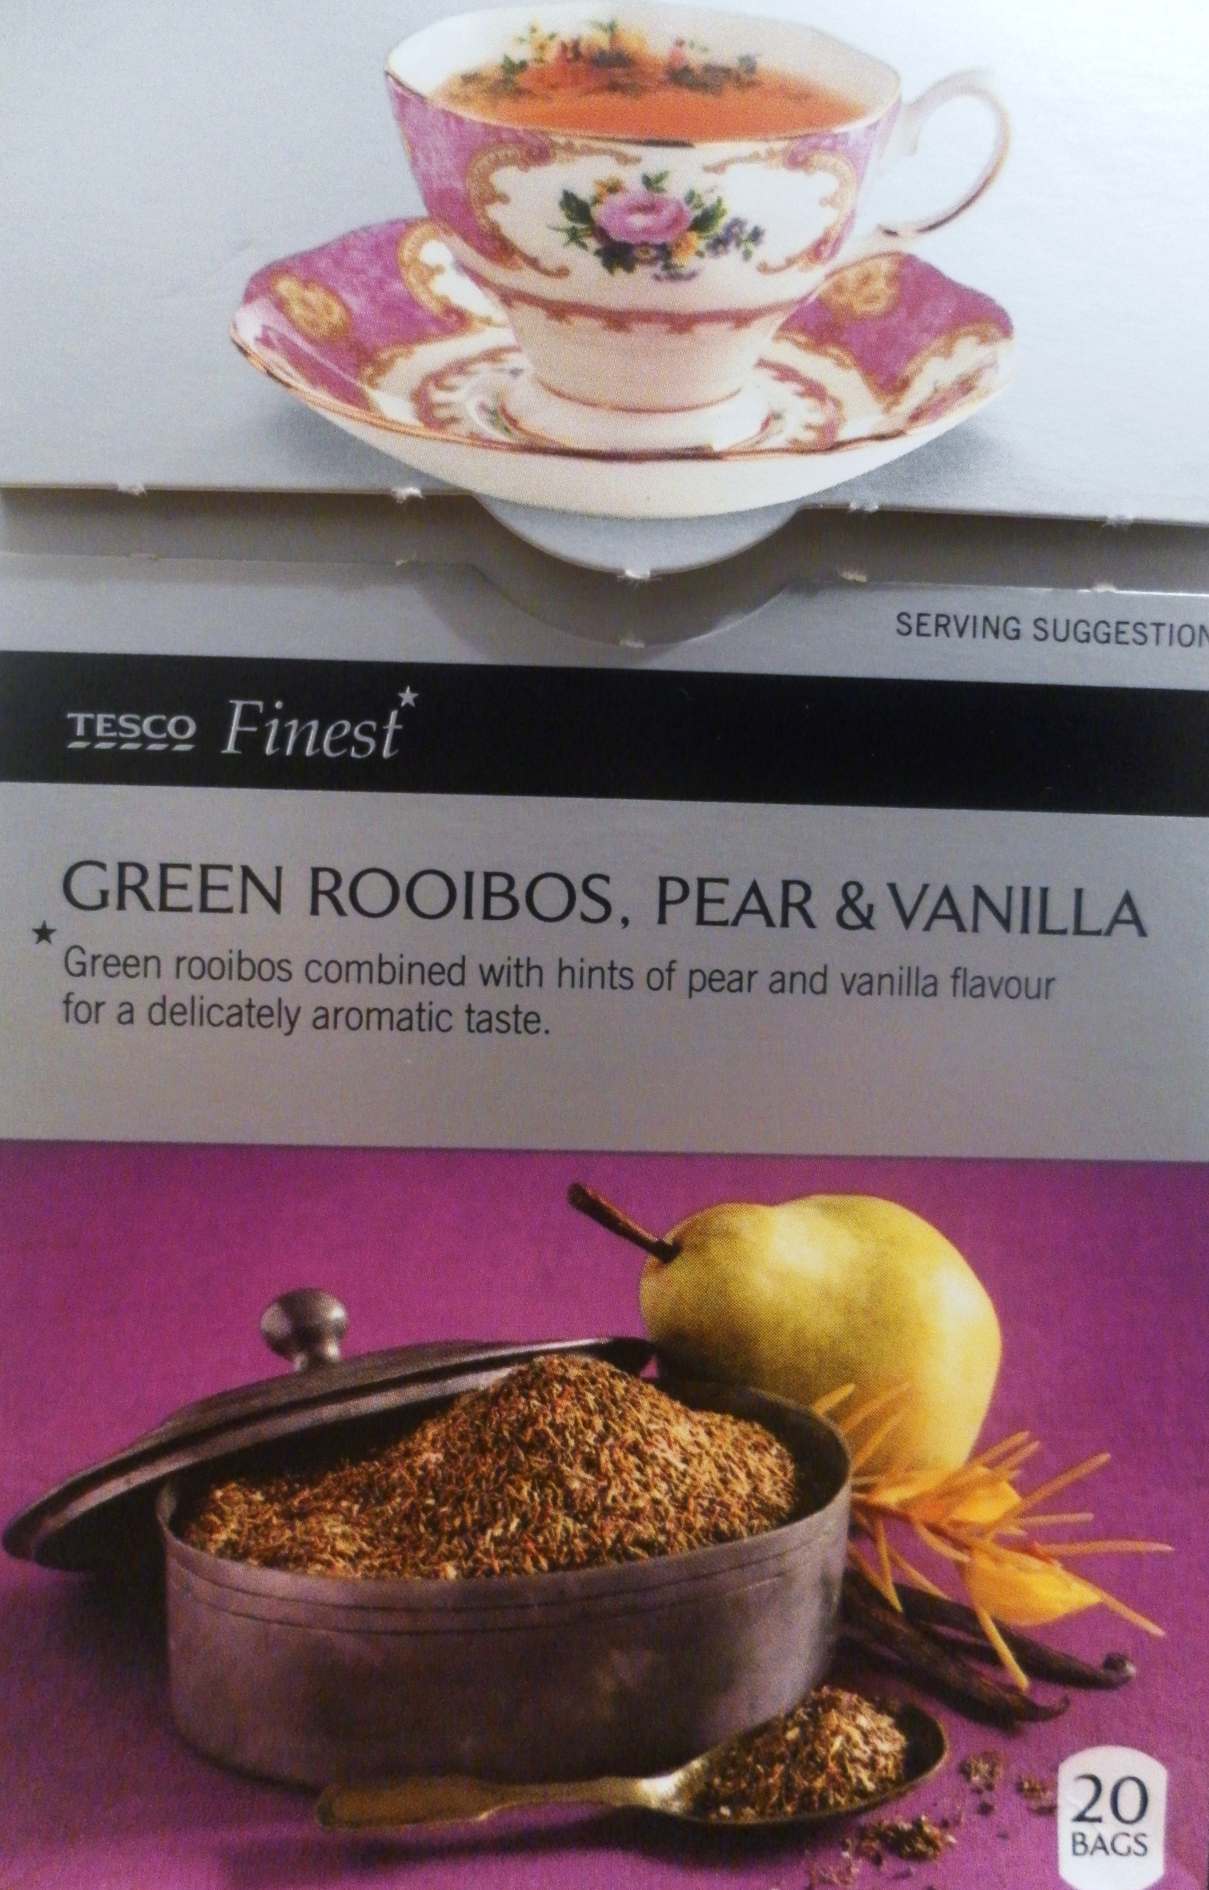 SERVING SUGGESTION
TESCO Finest*
GREEN ROOIBOS, PEAR & VANILLA
* Green rooibos combined with hints of pear and vanilla flavour
for a delicately aromatic taste.
20
BAGS